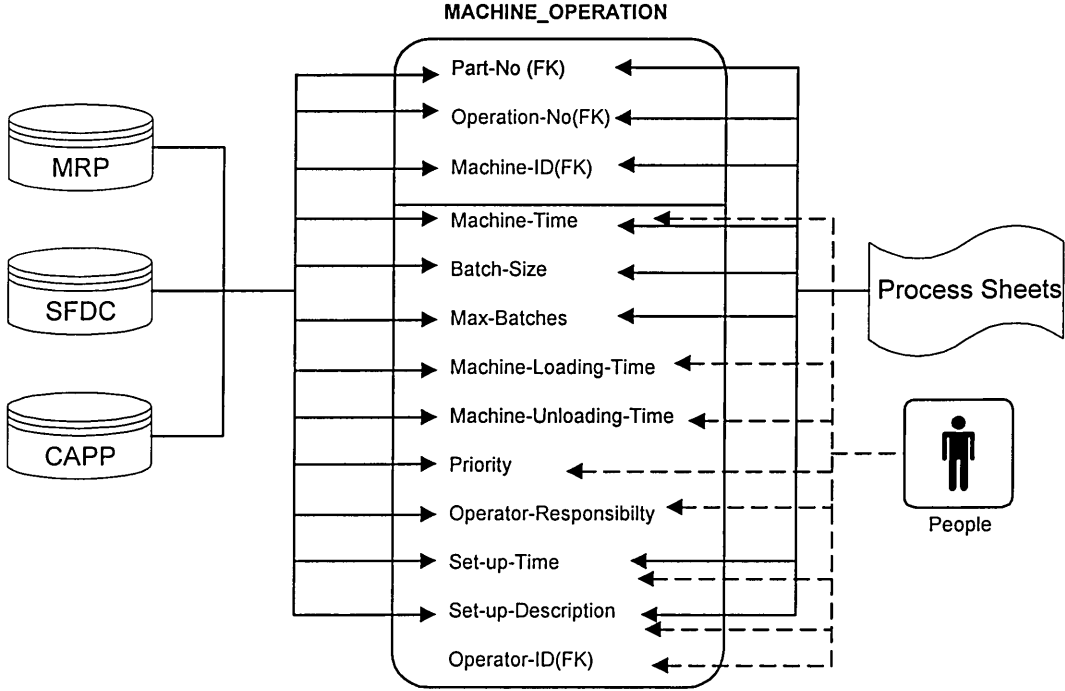 MACHINE_OPERATION
Part-No (FK)
Operation-No(FK)
Machine-ID(FK)
Machine-Time
Batch-Size
Max-Batches
Machine-Loading-Time
Machine-Unloading-Time
Priority
Operator-Responsibilty
Set-up-Time
Set-up-Description
Operator-ID(FK)
MRP
SFDC
CAPP
Process Sheets
People